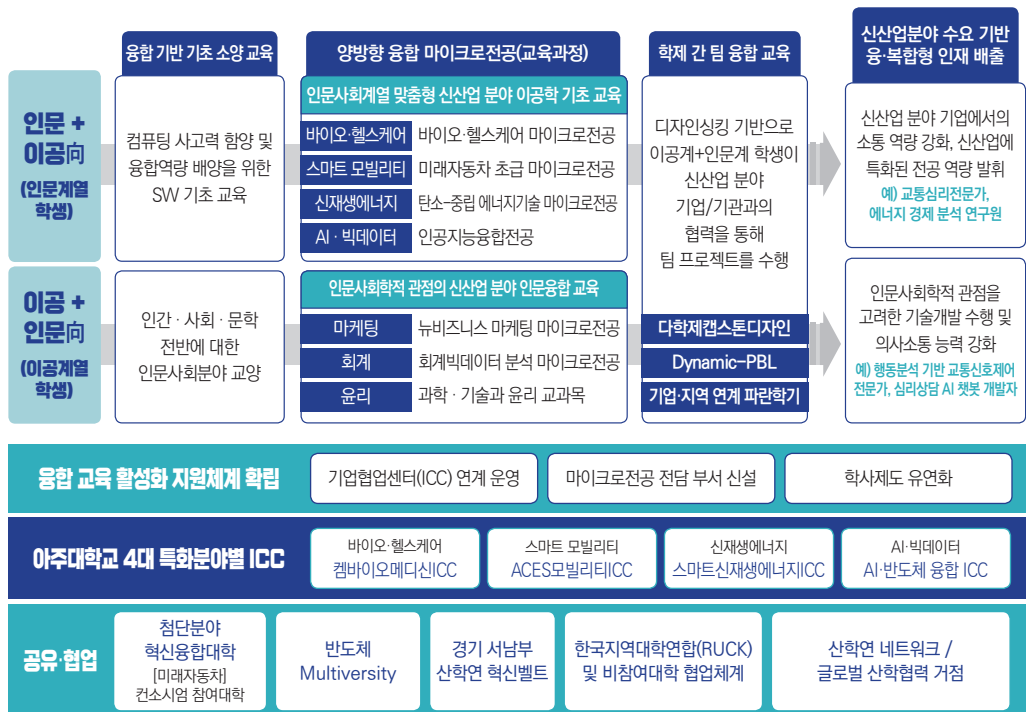 융합 기반 기초 소양 교육
양방향 융합 마이크로전공(교육과정)
학제 간 팀 융합 교육
신산업분야 수요 기반
융·복합형 인재 배출
인문 +
이공向
(인문계열
학생)
컴퓨팅 사고력 함양 및
융합역량 배양을 위한
SW 기초 교육
인문사회계열 맞춤형 신산업 분야 이공학 기초 교육
바이오·헬스케어 바이오·헬스케어 마이크로전공
스마트 모빌리티 미래자동차 초급 마이크로전공
신재생에너지 탄소-중립 에너지기술 마이크로전공
AI · 빅데이터 인공지능융합전공
디자인싱킹 기반으로
이공계+인문계 학생이
신산업 분야
기업/기관과의
협력을 통해
팀 프로젝트를 수행
신산업 분야 기업에서의
소통 역량 강화, 신산업에
특화된 전공 역량 발휘
예) 교통심리전문가,
에너지 경제 분석 연구원
이공 +
인문向
(이공계열
학생)
인간 · 사회 · 문학
전반에 대한
인문사회분야 교양
인문사회학적 관점의 신산업 분야 인문융합 교육
마케팅 뉴비즈니스 마케팅 마이크로전공
회계 회계빅데이터 분석 마이크로전공
윤리 과학 · 기술과 윤리 교과목
다학제캡스톤디자인
Dynamic-PBL
기업·지역 연계 파란학기
인문사회학적 관점을
고려한 기술개발 수행 및
의사소통 능력 강화
예) 행동분석 기반 교통신호제어
전문가, 심리상담 AI 챗봇 개발자
융합 교육 활성화 지원체계 확립
기업협업센터(ICC) 연계 운영
마이크로전공 전담 부서 신설
학사제도 유연화
아주대학교 4대 특화분야별 ICC
바이오·헬스케어
켐바이오메디신ICC
스마트 모빌리티
ACES모빌리티ICC
신재생에너지
스마트신재생에너지ICC
AI·빅데이터
AI·반도체 융합 ICC
공유·협업
첨단분야
혁신융합대학
[미래자동차]
컨소시엄 참여대학
반도체
Multiversity
경기 서남부
산학연 혁신벨트
한국지역대학연합(RUCK)
및 비참여대학 협업체계
산학연 네트워크 /
글로벌 산학협력 거점